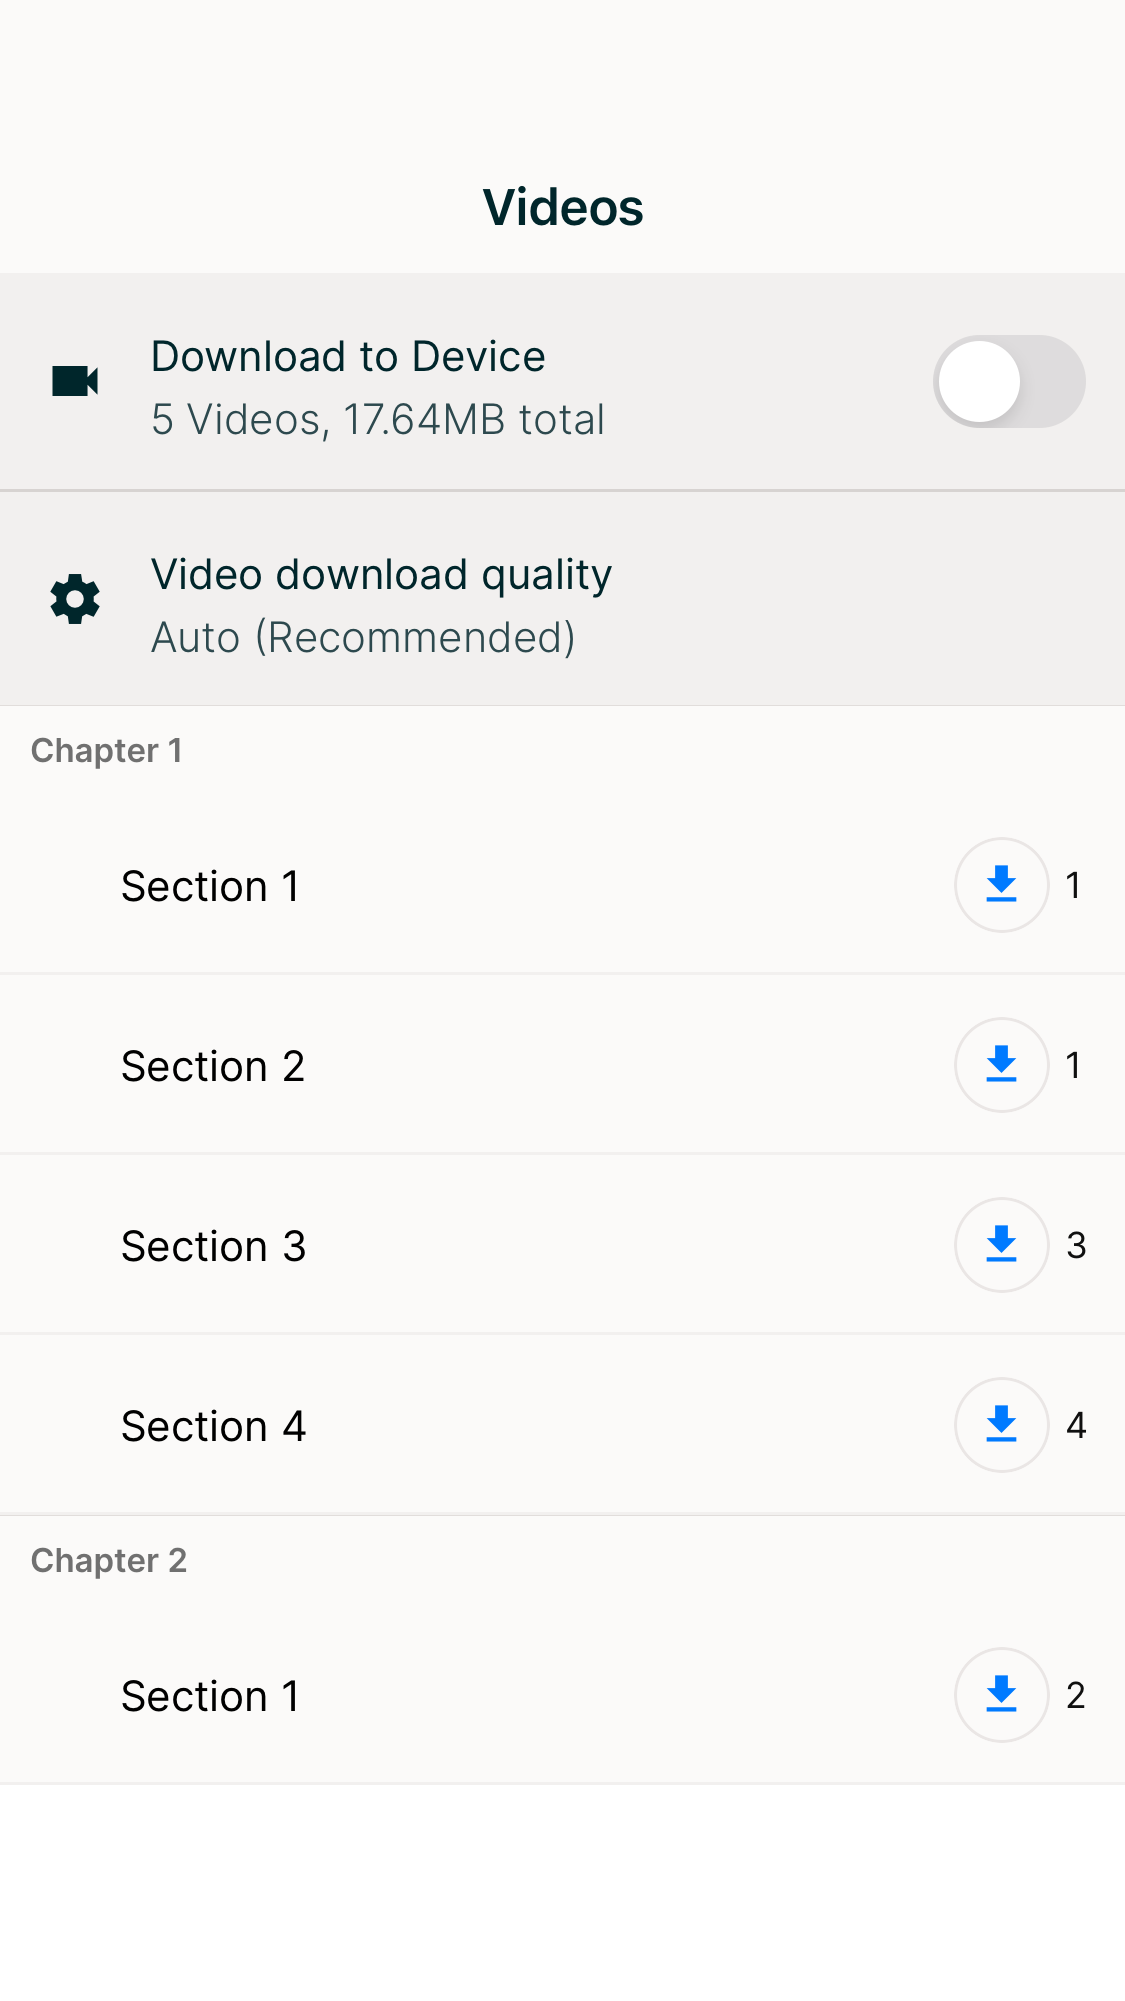 Videos
Download to Device
5 Videos, 17.64MB total
Video download quality
Auto (Recommended)
Chapter 1
Section 1 1
Section 2 1
Section 3 3
Section 4 4
Chapter 2
Section 1 2